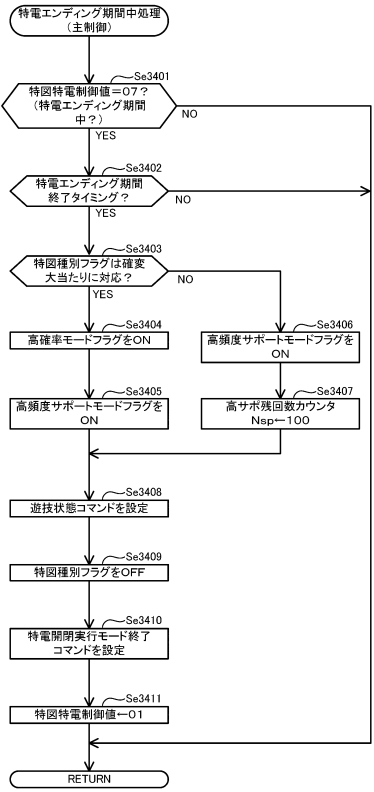 特電エンディング期間中処理
(主制御)
Se3401
特図特電制御値=07?
(特電エンディング期間
中?)
NO
YES
Se3402
特電エンディング期間
終了タイミング?
NO
YES
Se3403
特図種別フラグは確変
大当たりに対応?
NO
YES
Se3404
高確率モードフラグをON
Se3406
高頻度サポートモードフラグを
ON
Se3405
高頻度サポートモードフラグを
ON
Se3407
高サポ残回数カウンタ
Nsp←100
Se3408
遊技状態コマンドを設定
Se3409
特図種別フラグをOFF
Se3410
特電開閉実行モード終了
コマンドを設定
Se3411
特図特電制御値←01
RETURN